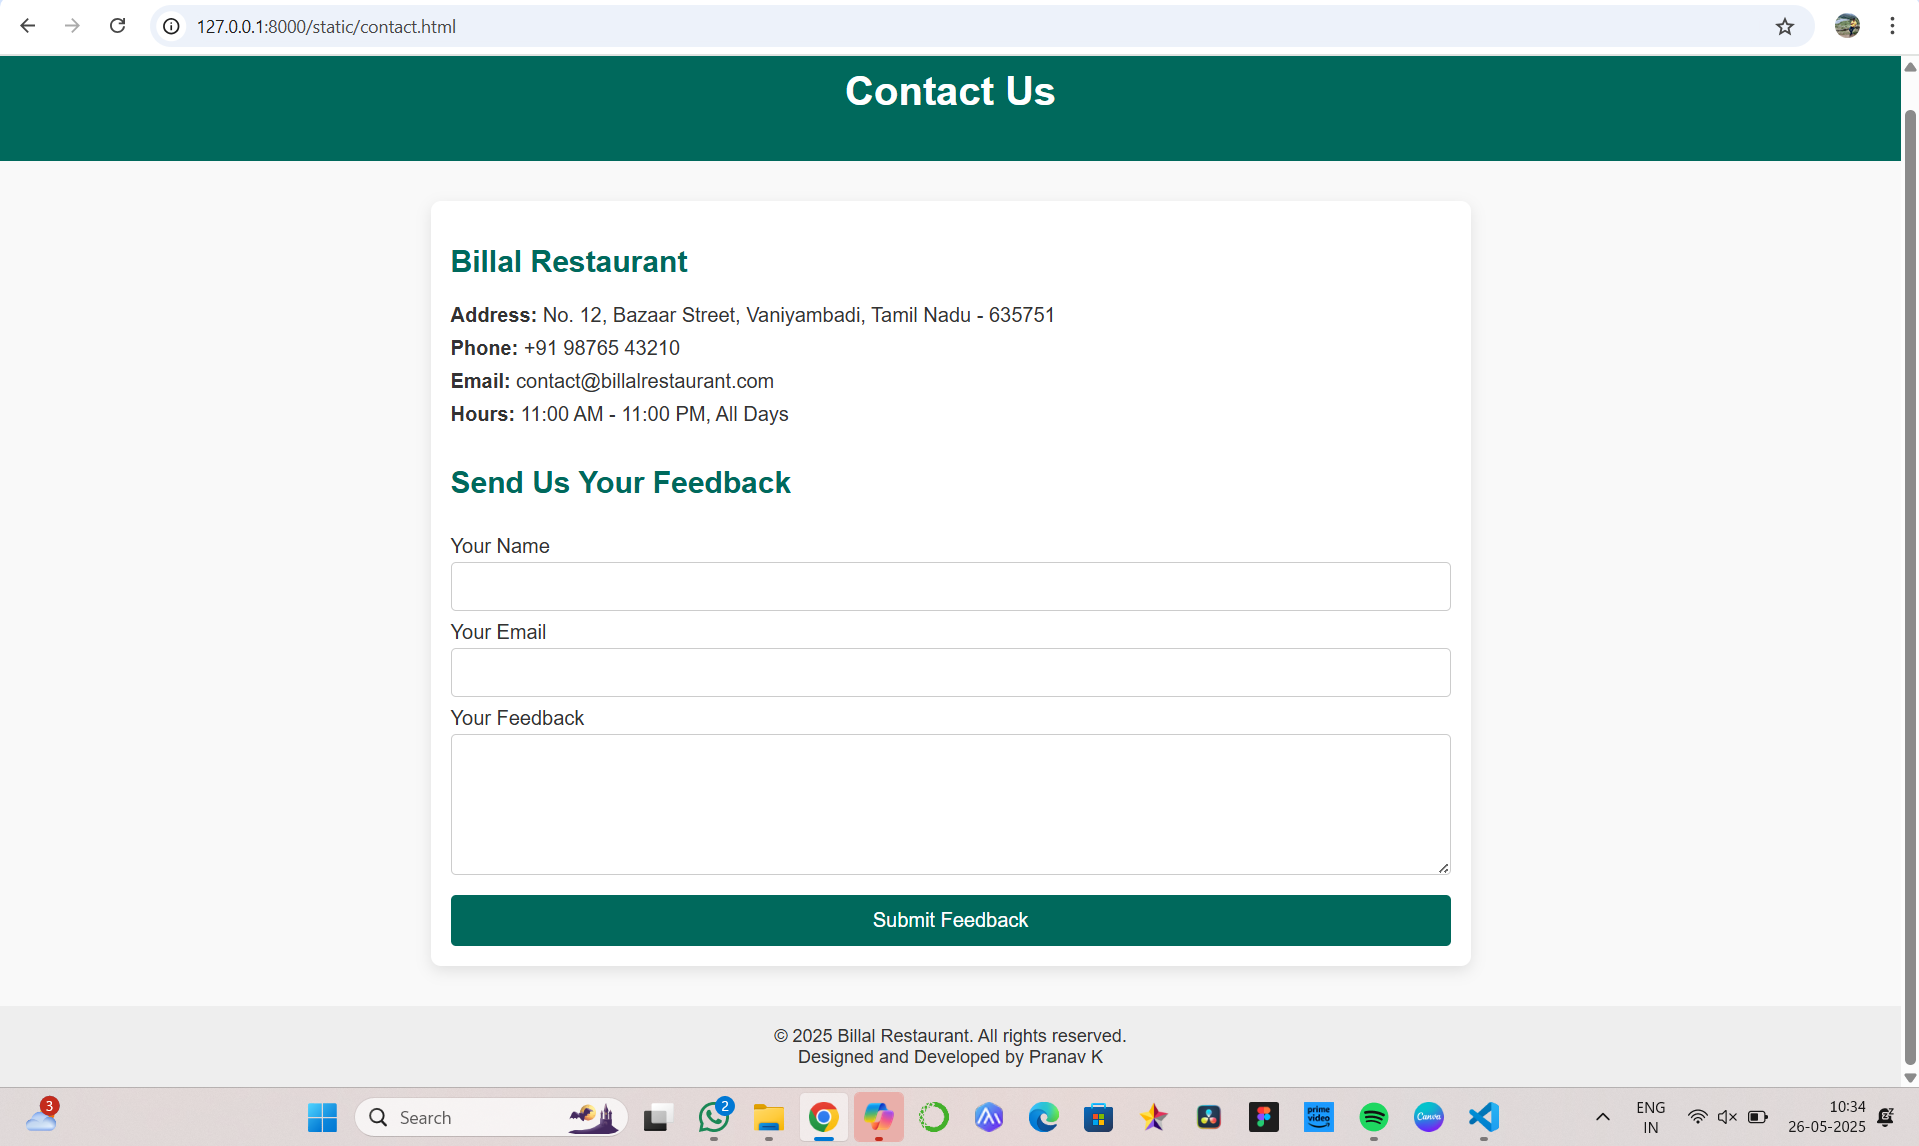 127.0.0.1:8000/static/contact.html
Contact Us
Billal Restaurant
Address: No. 12, Bazaar Street, Vaniyambadi, Tamil Nadu - 635751
Phone: +91 98765 43210
Email: contact@billalrestaurant.com
Hours: 11:00 AM - 11:00 PM, All Days
Send Us Your Feedback
Your Name
Your Email
Your Feedback
Submit Feedback
© 2025 Billal Restaurant. All rights reserved.
Designed and Developed by Pranav K
3
Search
2
prime video
Canva
ENG
IN
10:34
26-05-2025